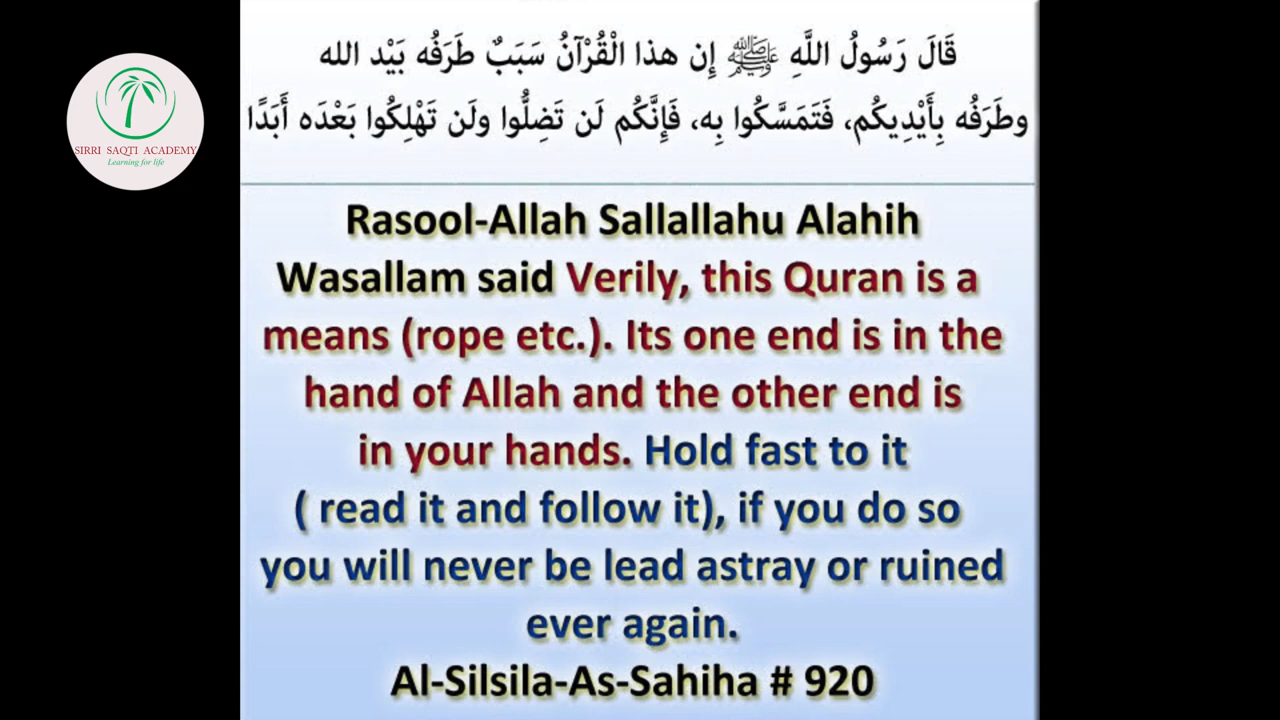 قَالَ رَسُولُ اللَّهِ ﷺ إِن هذا الْقُرْآنُ سَبَبٌ طَرَفُه بَيْد الله
وطَرَفُه بِأَيْدِيكُم، فَتَمَسَّكُوا بِه، فَإِنَّكُم لَن تَضِلُّوا ولَن تَهْلِكُوا بَعْدَه أَبَدًا
SIRRI SAQTI ACADEMY
Learning for life
Rasool-Allah Sallallahu Alahih
Wasallam said Verily, this Quran is a
means (rope etc.). Its one end is in the
hand of Allah and the other end is
in your hands. Hold fast to it
( read it and follow it), if you do so
you will never be lead astray or ruined
ever again.
Al-Silsila-As-Sahiha # 920